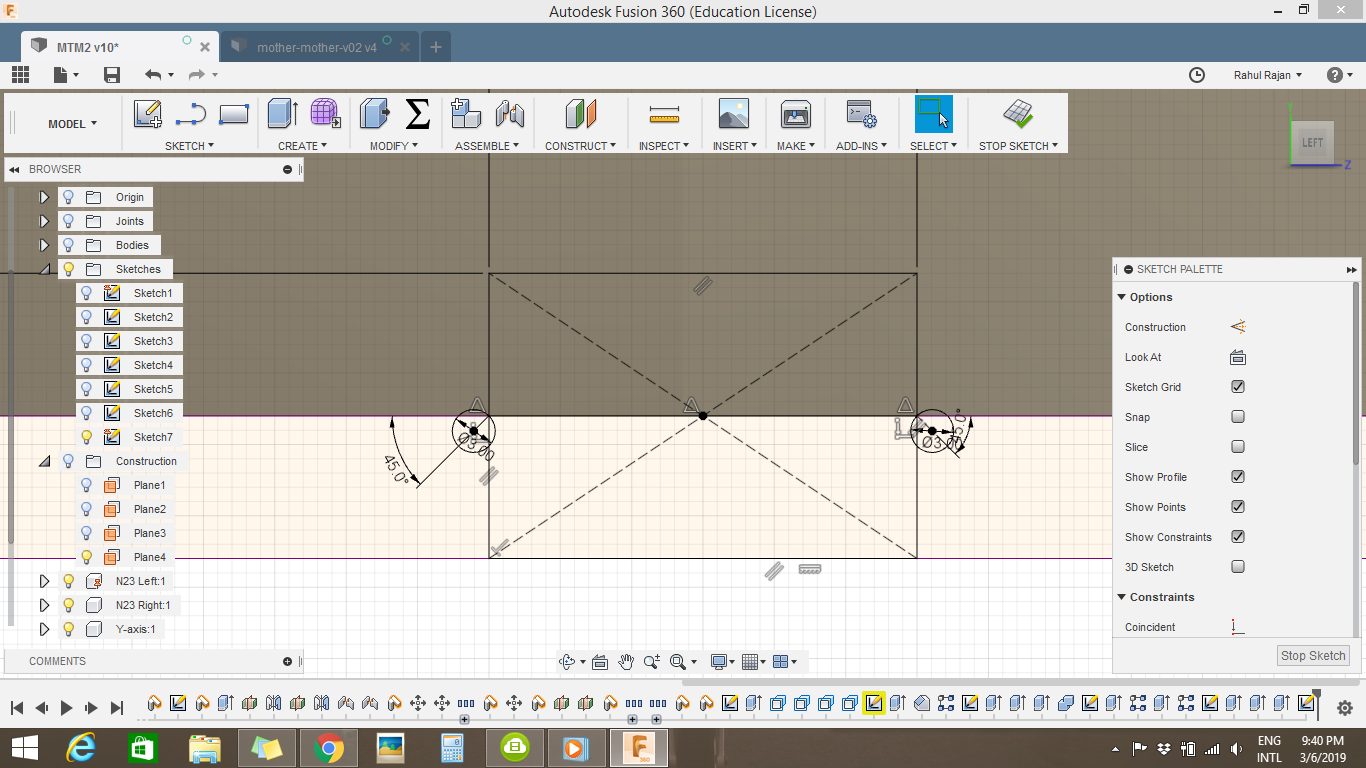 Autodesk Fusion 360 (Education License)
MTM2 v10*
mother-mother-v02 v4
Rahul Rajan
MODEL
SKETCH
CREATE
MODIFY
ASSEMBLE
CONSTRUCT
INSPECT
INSERT
MAKE
ADD-INS
SELECT
STOP SKETCH
LEFT
Z
BROWSER
Origin
Joints
Bodies
Sketches
Sketch1
Sketch2
Sketch3
Sketch4
Sketch5
Sketch6
Sketch7
Construction
Plane1
Plane2
Plane3
Plane4
N23 Left:1
N23 Right:1
Y-axis:1
COMMENTS
45.0°
Ø3.00
SKETCH PALETTE
Options
Construction
Look At
Sketch Grid
Snap
Slice
Show Profile
Show Points
Show Constraints
3D Sketch
Constraints
Coincident
Stop Sketch
ENG
INTL
9:40 PM
3/6/2019